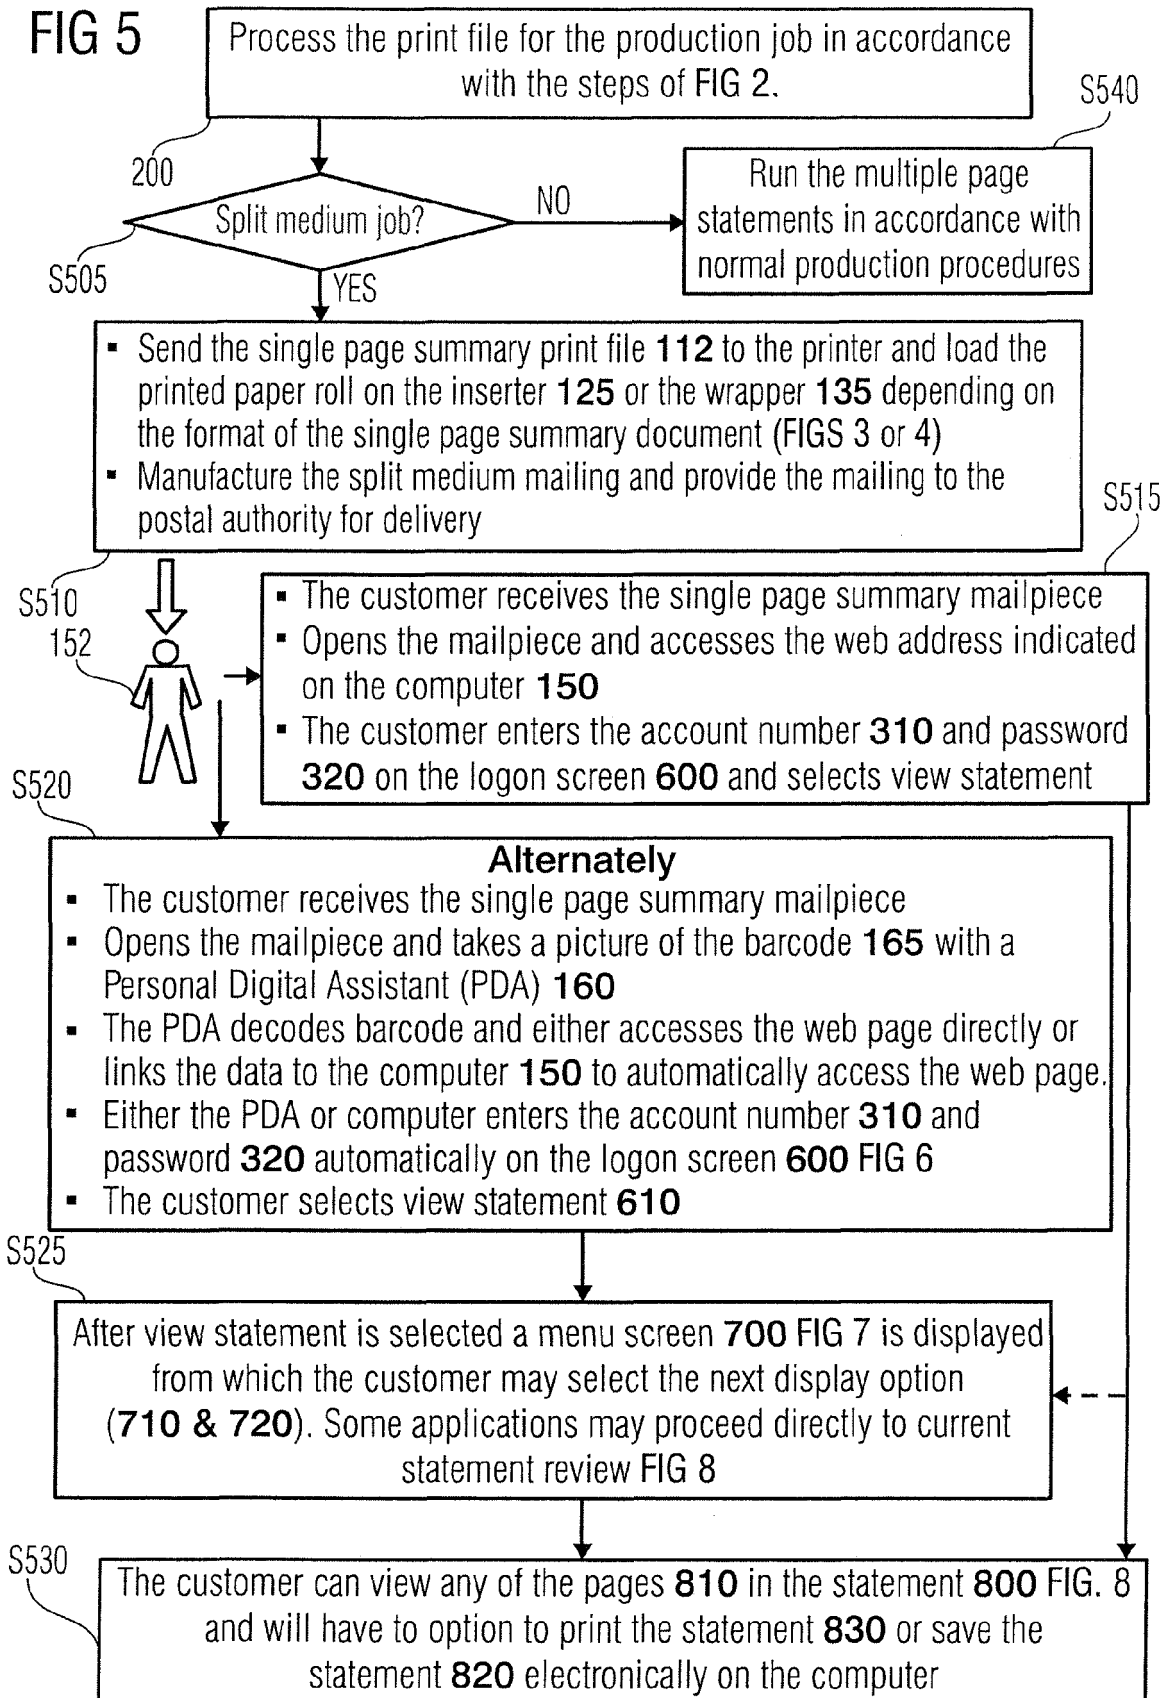 FIG 5
Process the print file for the production job in accordance
with the steps of FIG 2.
200
S540
Run the multiple page
statements in accordance with
normal production procedures
Split medium job?
NO
S505
YES
▪ Send the single page summary print file 112 to the printer and load the
printed paper roll on the inserter 125 or the wrapper 135 depending on
the format of the single page summary document (FIGS 3 or 4)
▪ Manufacture the split medium mailing and provide the mailing to the
postal authority for delivery
S510
S515
152
▪ The customer receives the single page summary mailpiece
▪ Opens the mailpiece and accesses the web address indicated
on the computer 150
▪ The customer enters the account number 310 and password
320 on the logon screen 600 and selects view statement
S520
Alternately
▪ The customer receives the single page summary mailpiece
▪ Opens the mailpiece and takes a picture of the barcode 165 with a
Personal Digital Assistant (PDA) 160
▪ The PDA decodes barcode and either accesses the web page directly or
links the data to the computer 150 to automatically access the web page.
▪ Either the PDA or computer enters the account number 310 and
password 320 automatically on the logon screen 600 FIG 6
▪ The customer selects view statement 610
S525
After view statement is selected a menu screen 700 FIG 7 is displayed
from which the customer may select the next display option
(710 & 720). Some applications may proceed directly to current
statement review FIG 8
S530
The customer can view any of the pages 810 in the statement 800 FIG. 8
and will have to option to print the statement 830 or save the
statement 820 electronically on the computer